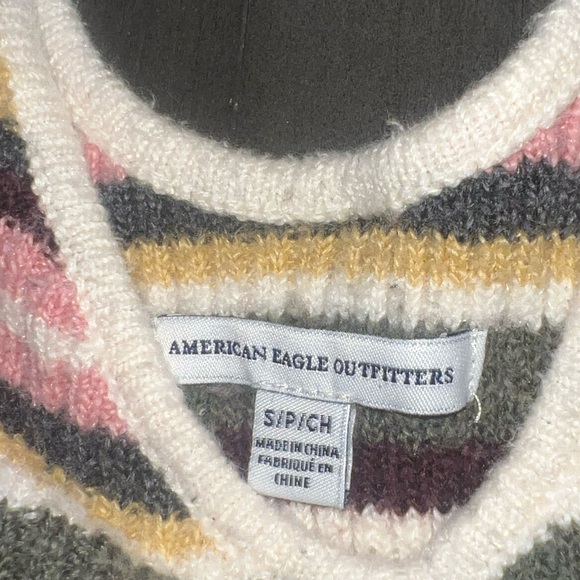 AMERICAN EAGLE OUTFITTERS
S/P/CH
MADE IN CHINA
FABRIQUÉ EN
CHINE